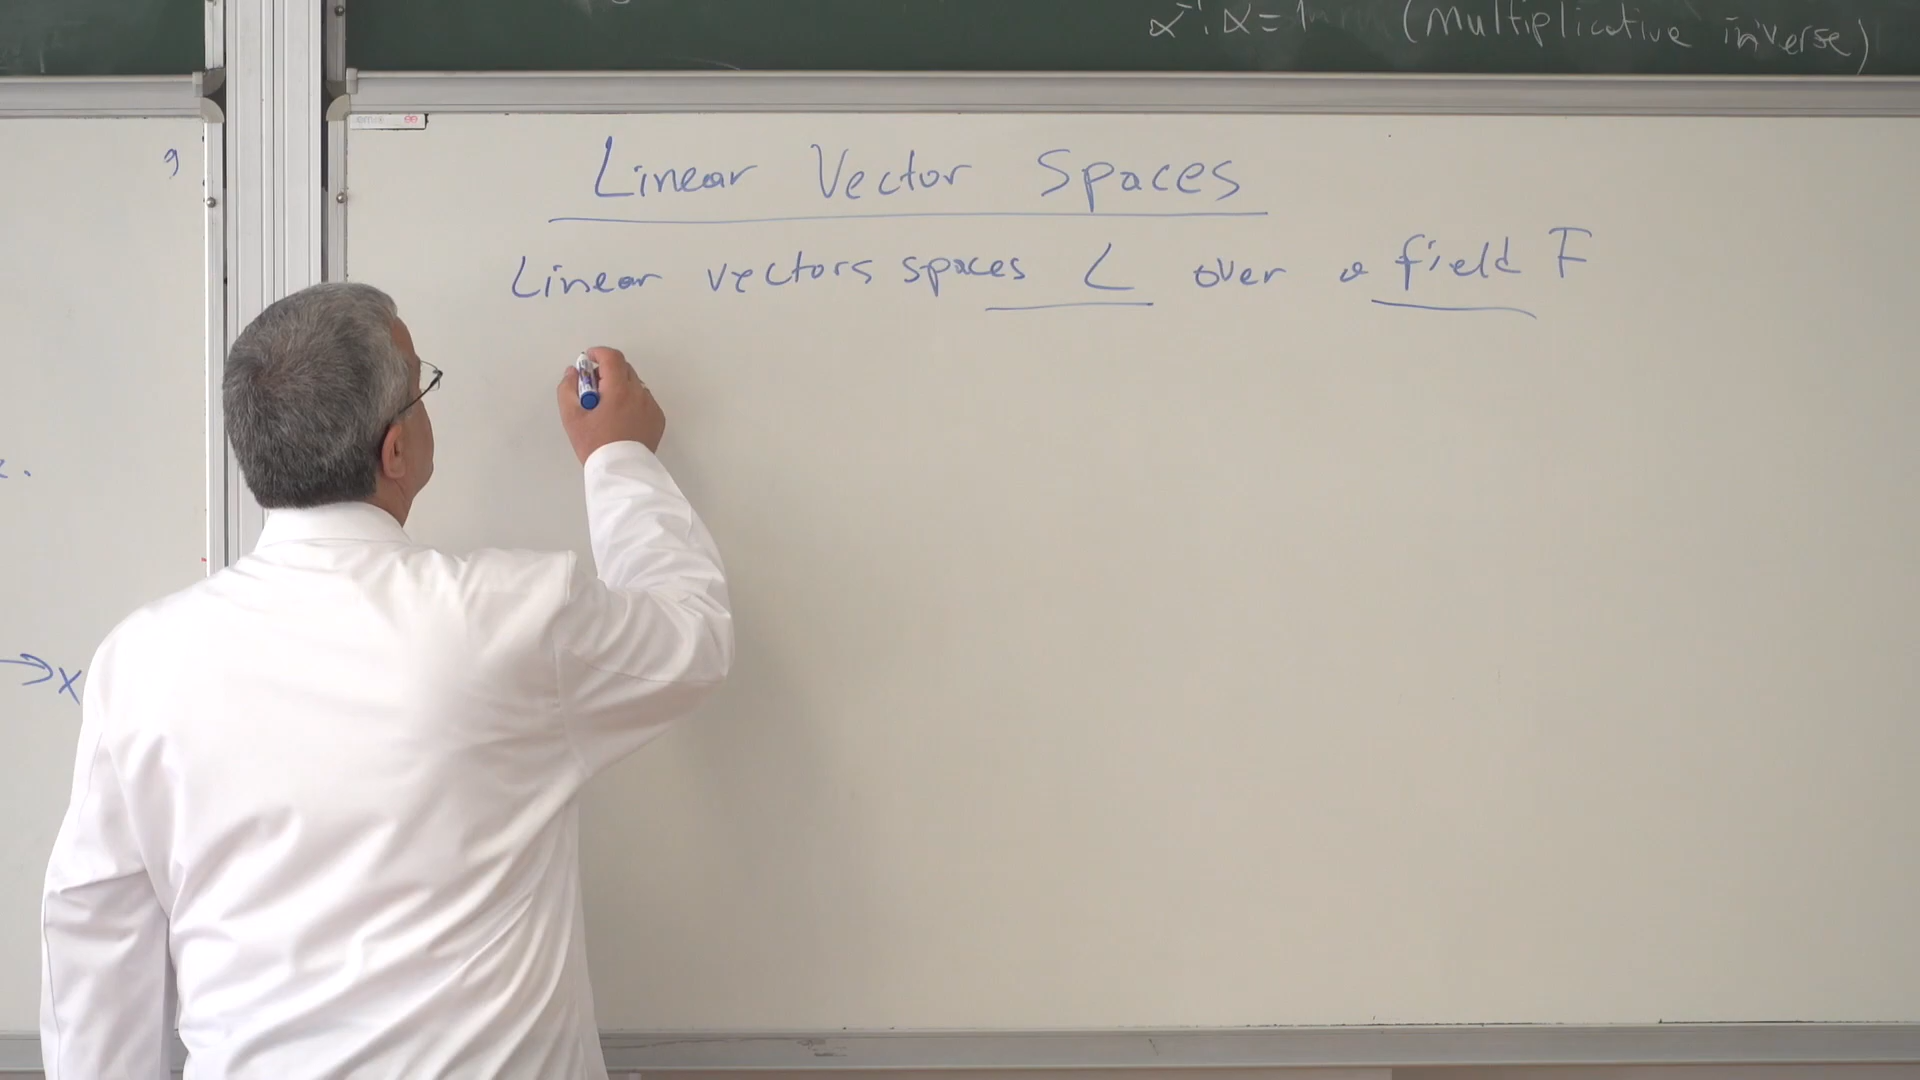 α⁻¹.α=1 (multiplicative inverse)
Linear Vector Spaces
Linear vectors spaces L over a field F
x